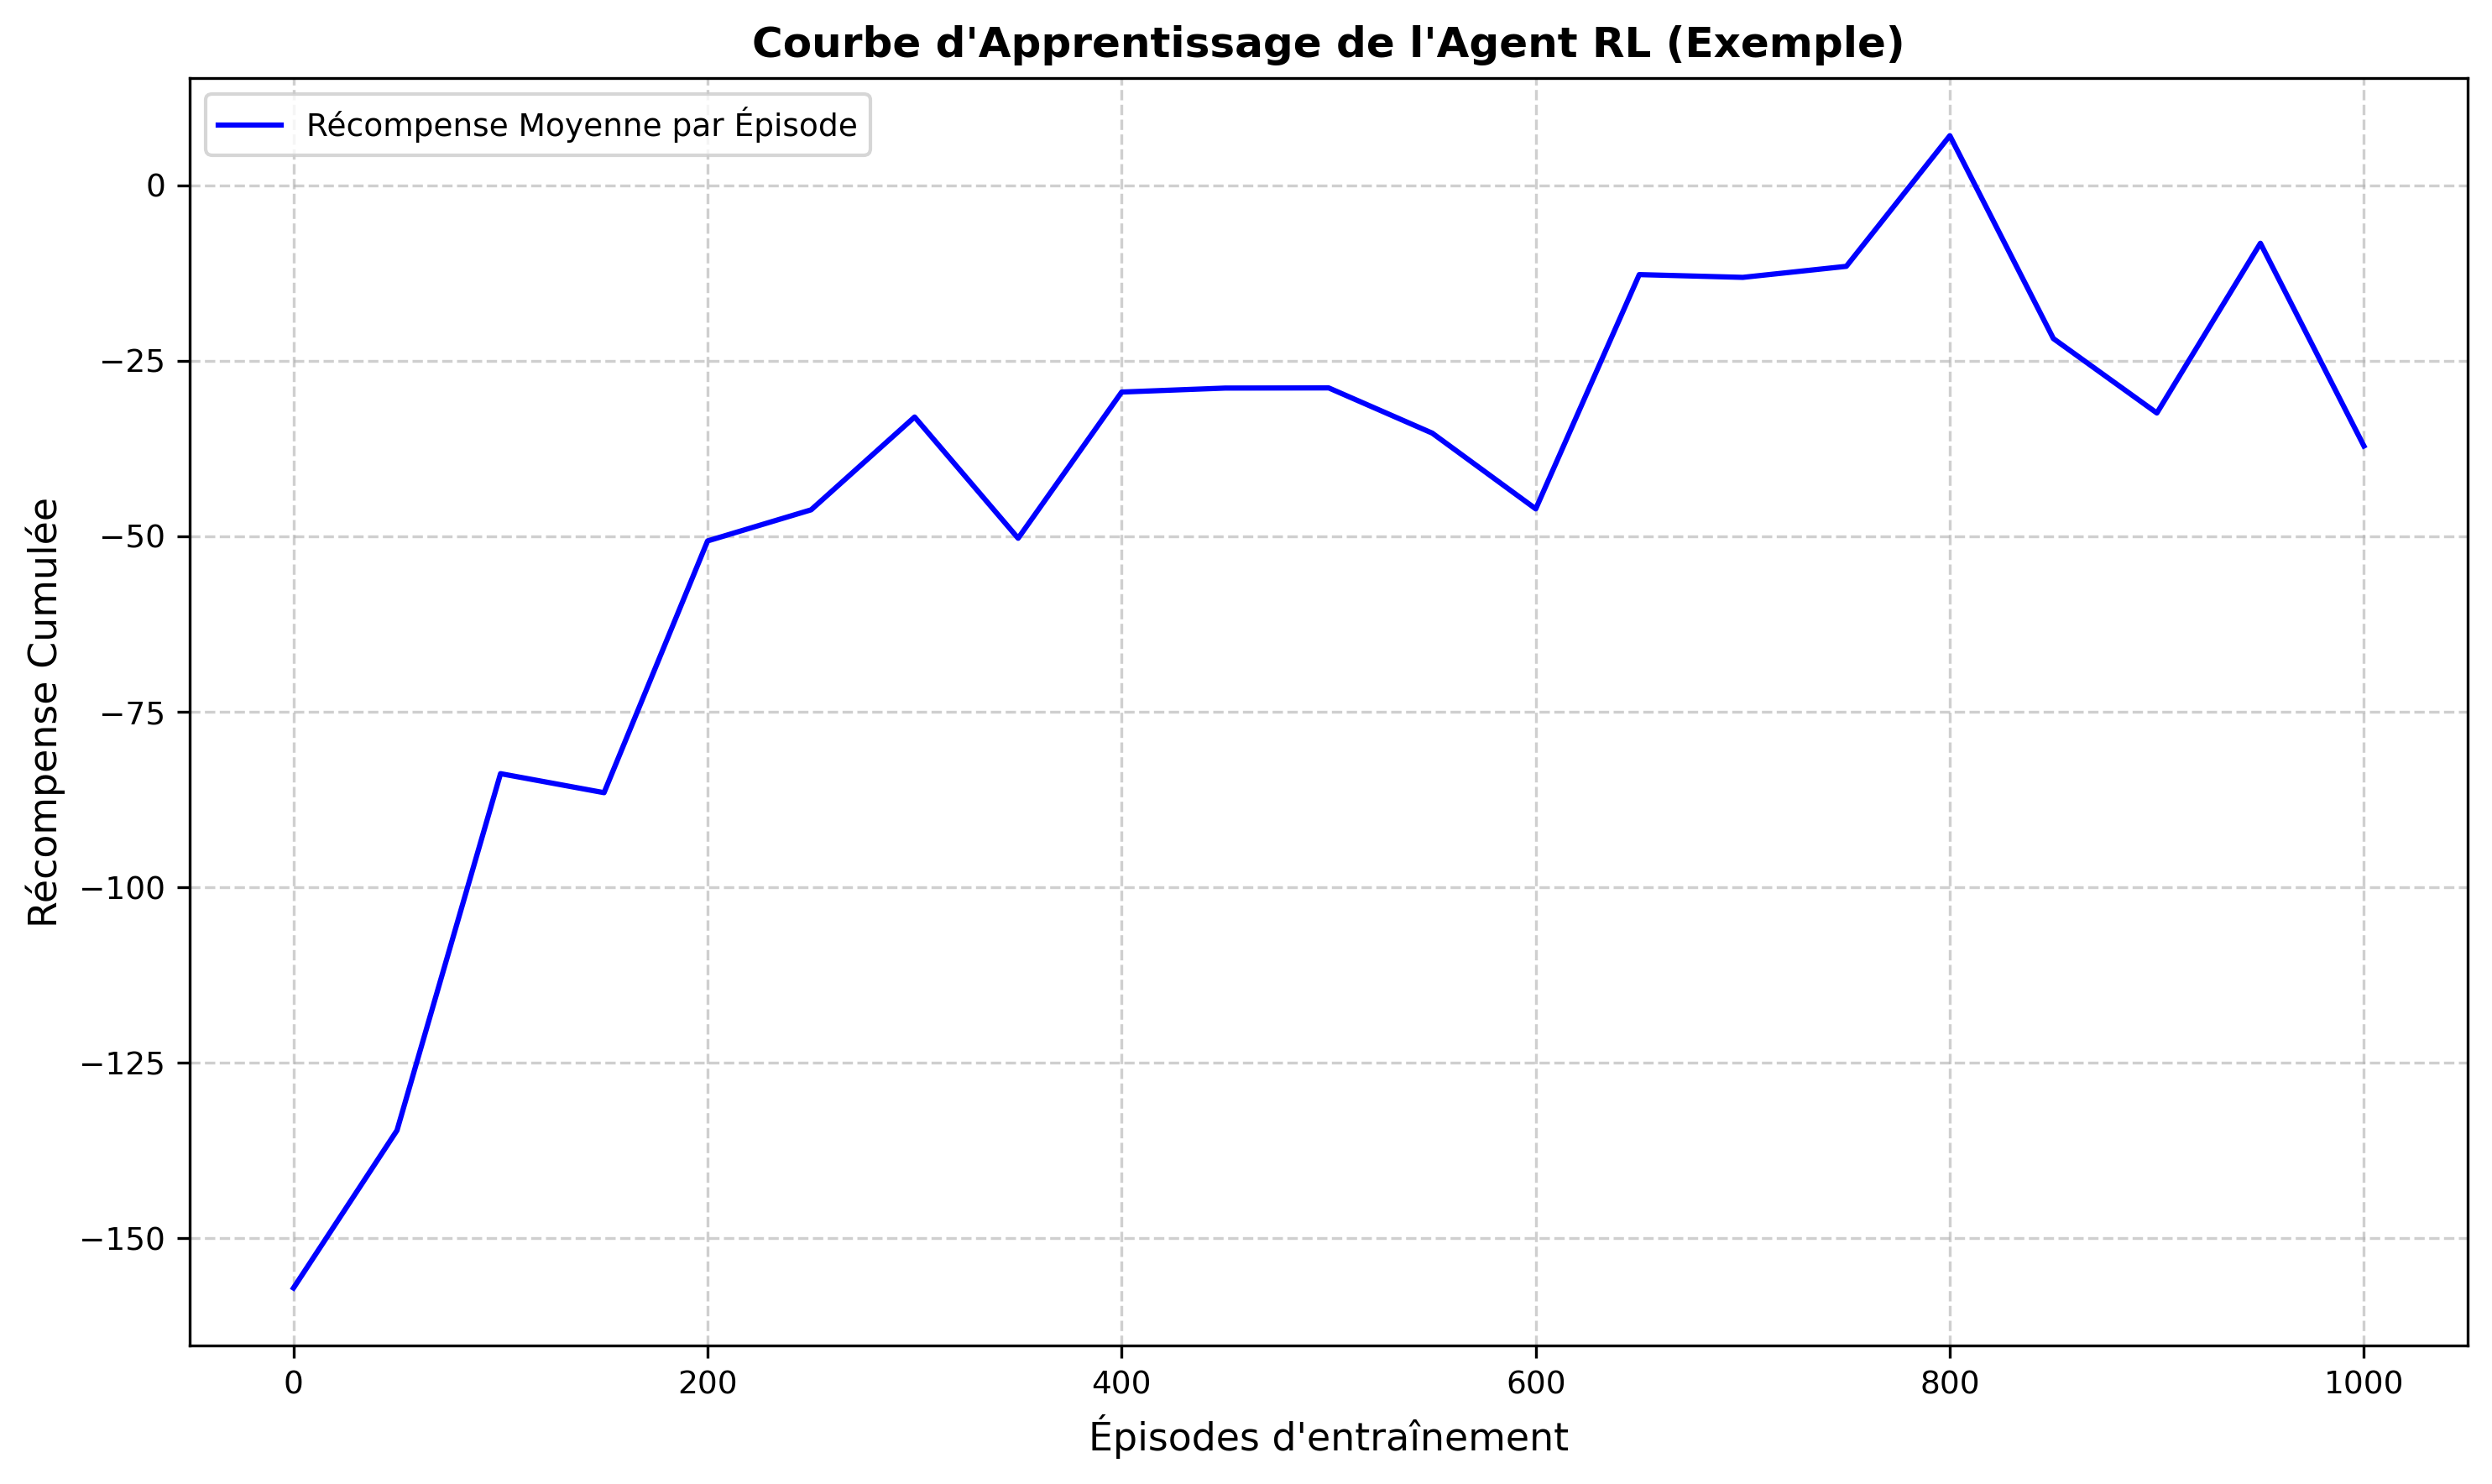 Courbe d'Apprentissage de l'Agent RL (Exemple)
Récompense Moyenne par Épisode
Récompense Cumulée
0
−25
−50
−75
−100
−125
−150
0 200 400 600 800 1000
Épisodes d'entraînement